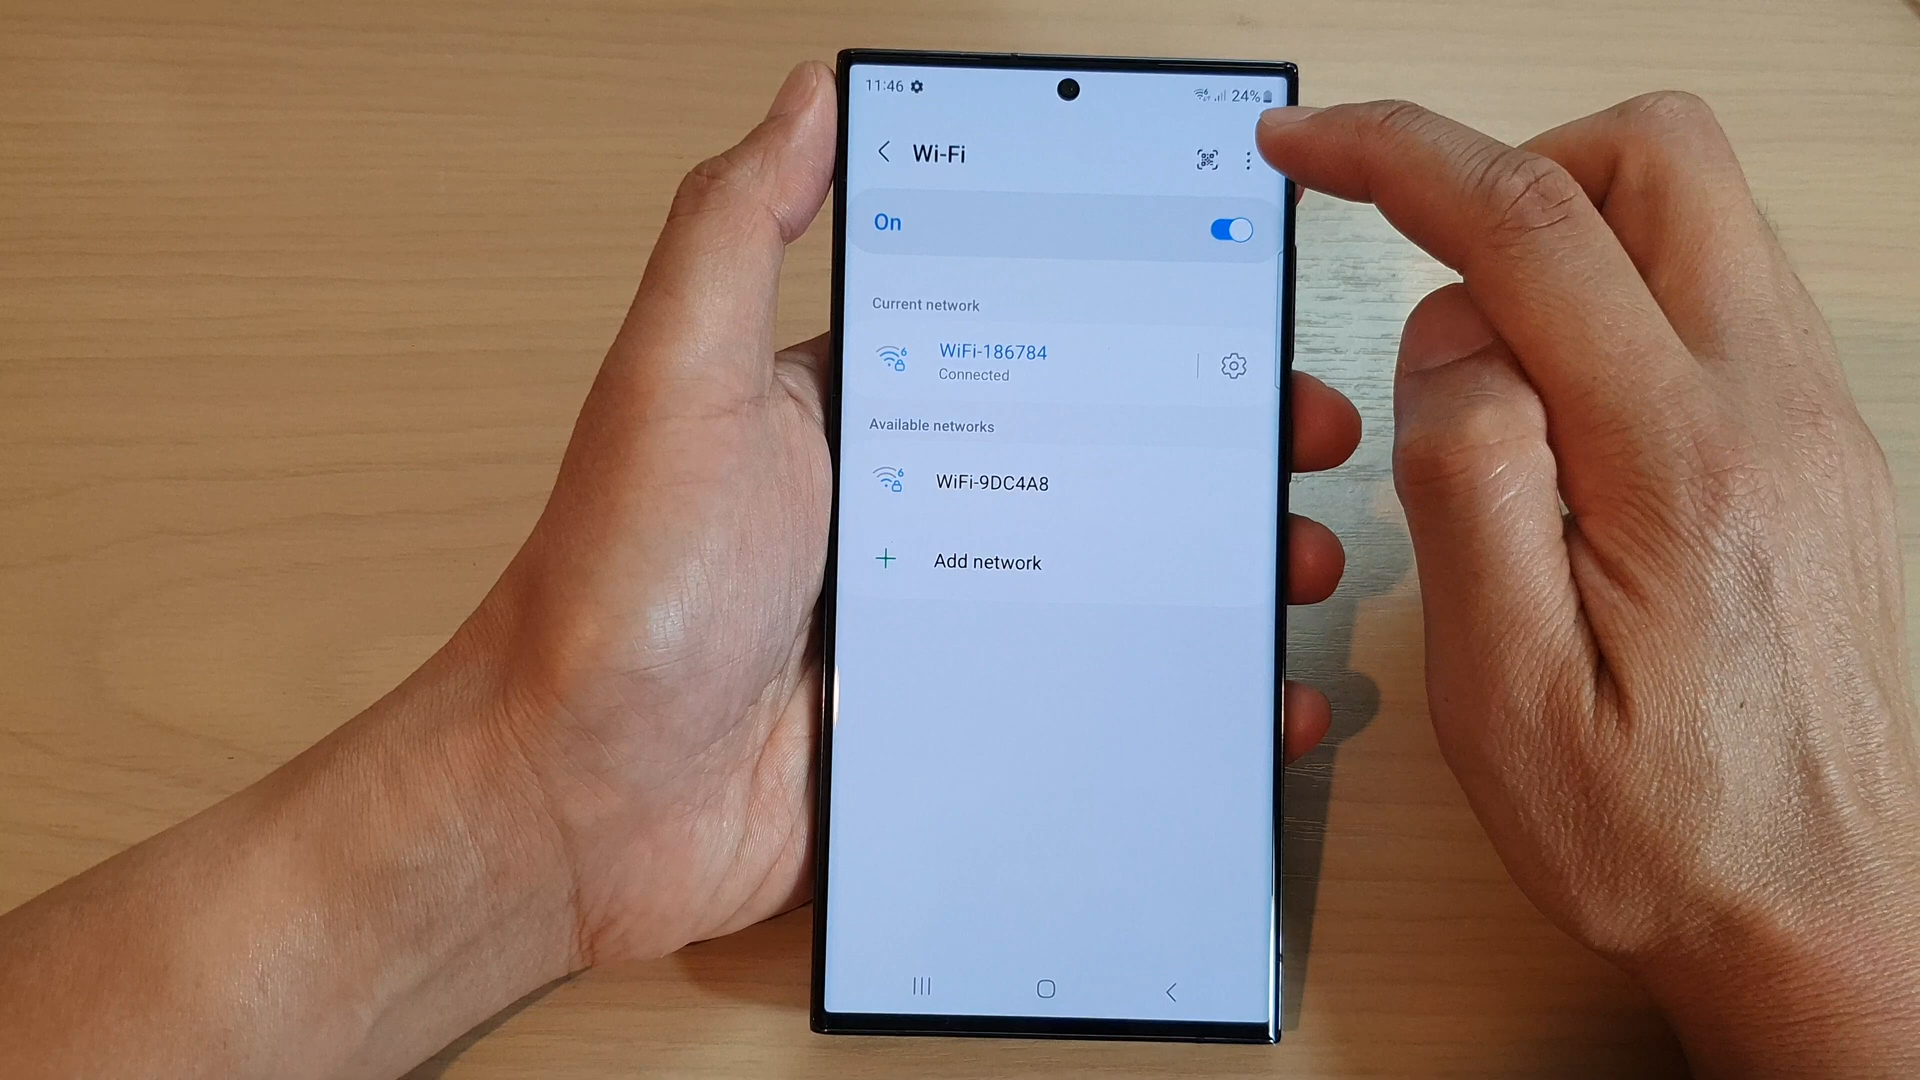 11:46
24%
Wi-Fi
On
Current network
WiFi-186784
Connected
Available networks
WiFi-9DC4A8
Add network